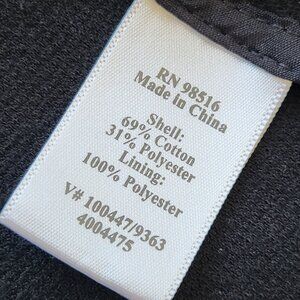 RN 98516
Made in China
Shell:
69% Cotton
31% Polyester
Lining:
100% Polyester
V# 100447/9363
4004475